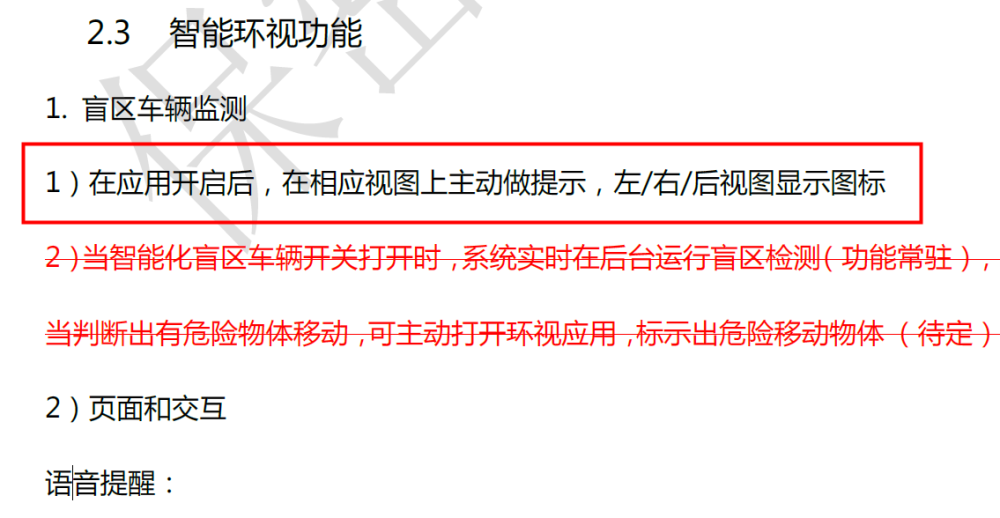 2.3 智能环视功能
1. 盲区车辆监测
1）在应用开启后，在相应视图上主动做提示，左/右/后视图显示图标
2）当智能化盲区车辆开关打开时，系统实时在后台运行盲区检测（功能常驻），
当判断出有危险物体移动，可主动打开环视应用，标示出危险移动物体（待定）
2）页面和交互
语音提醒：